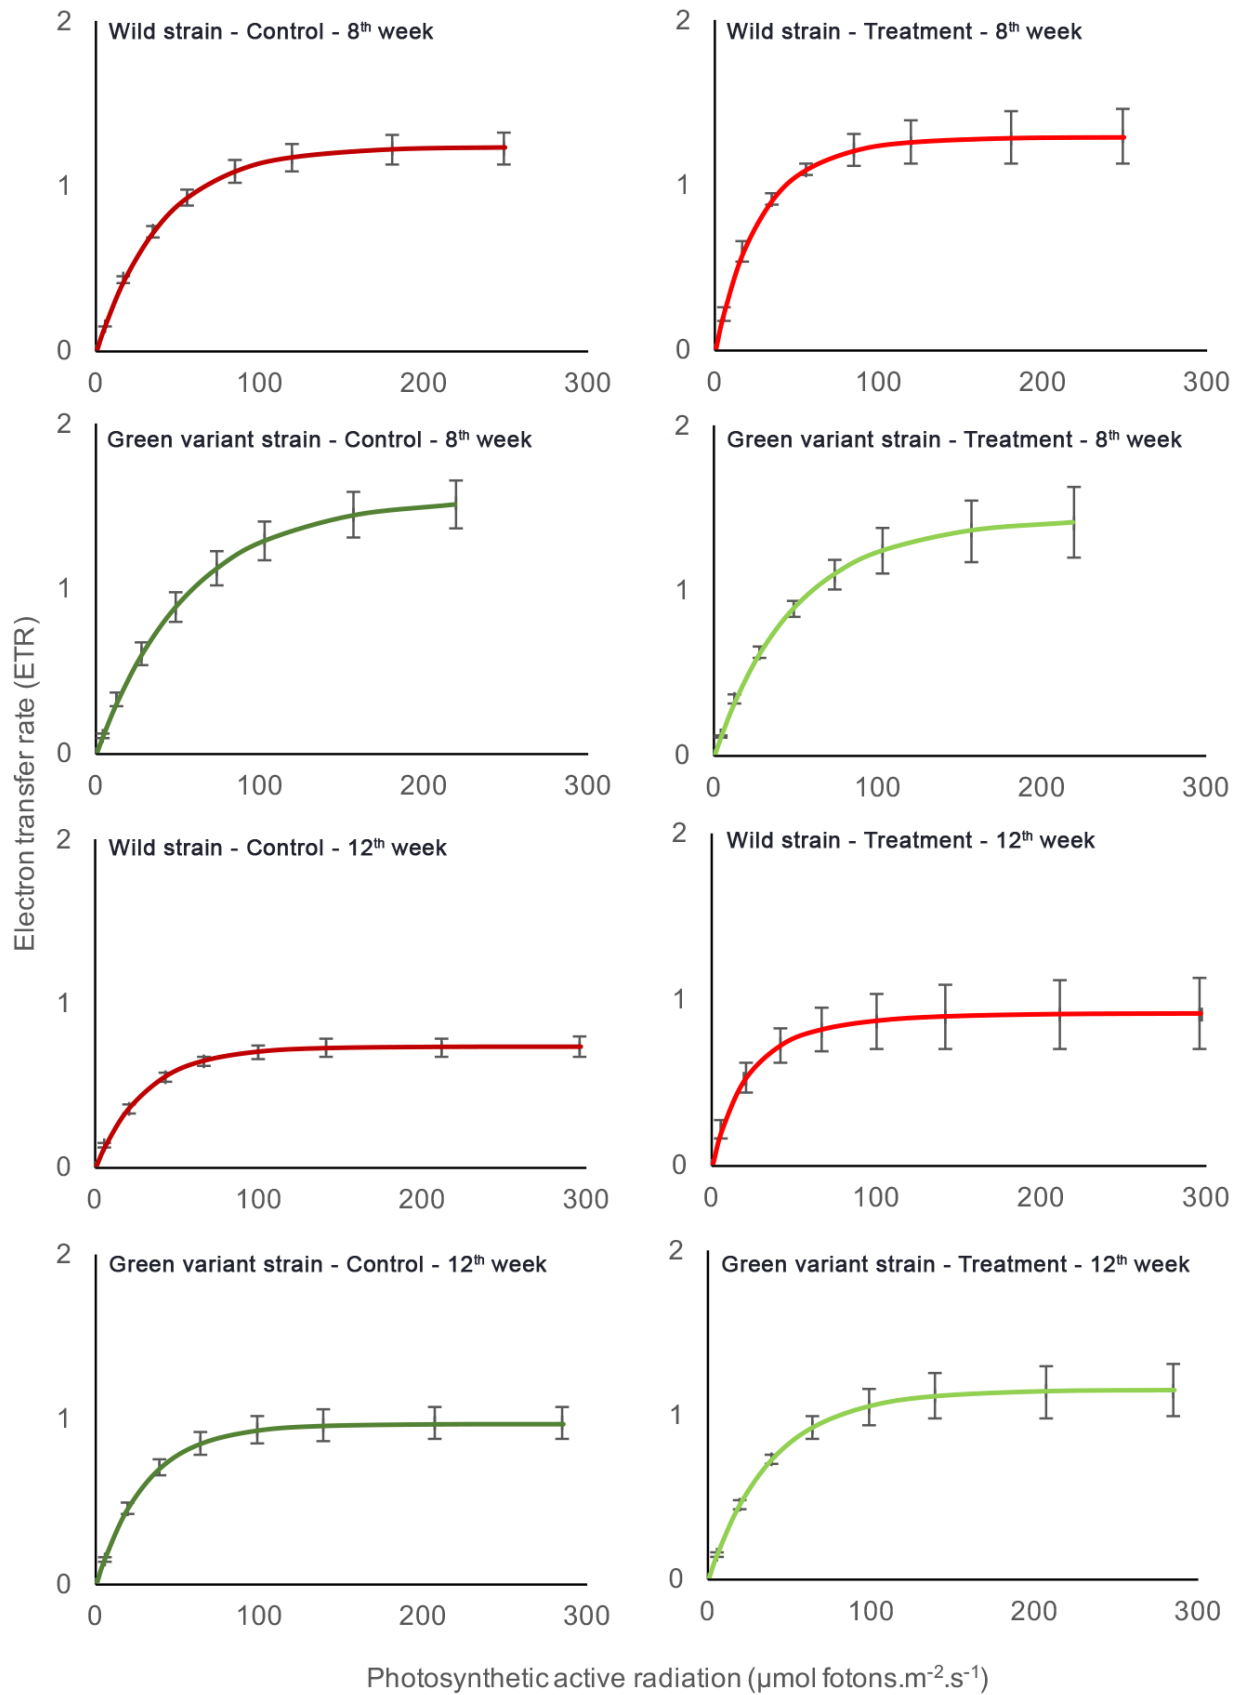 Wild strain - Control - 8th week
2
1
0
0 100 200 300
Wild strain - Treatment - 8th week
2
1
0
0 100 200 300
Green variant strain - Control - 8th week
2
1
0
0 100 200 300
Green variant strain - Treatment - 8th week
2
1
0
0 100 200 300
Electron transfer rate (ETR)
Wild strain - Control - 12th week
2
1
0
0 100 200 300
Wild strain - Treatment - 12th week
2
1
0
0 100 200 300
Green variant strain - Control - 12th week
2
1
0
0 100 200 300
Green variant strain - Treatment - 12th week
2
1
0
0 100 200 300
Photosynthetic active radiation (µmol fotons.m-2.s-1)